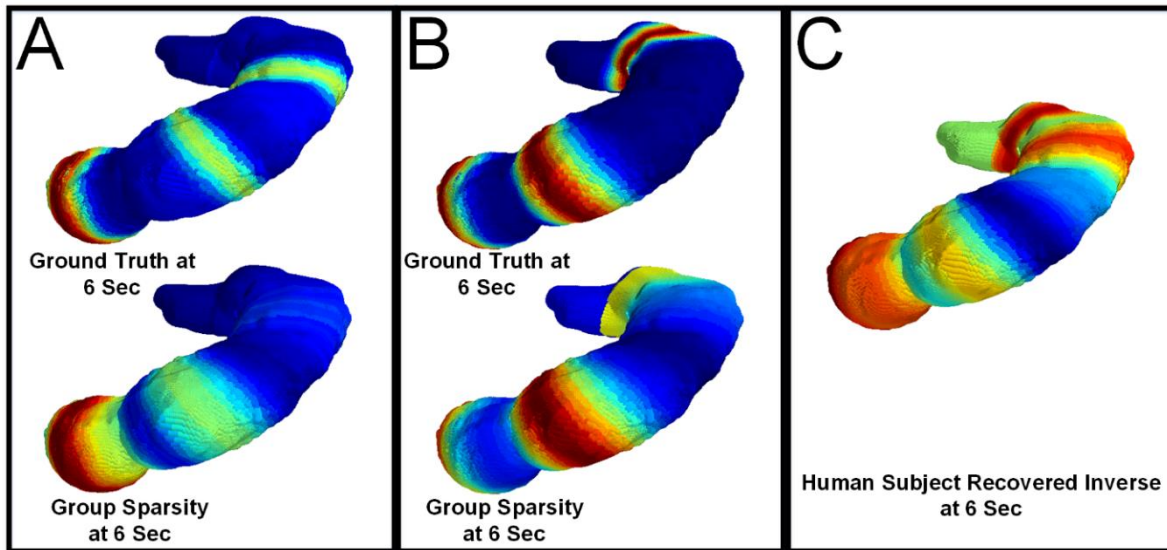 A
B
C
Ground Truth at
6 Sec
Ground Truth at
6 Sec
Group Sparsity
at 6 Sec
Group Sparsity
at 6 Sec
Human Subject Recovered Inverse
at 6 Sec